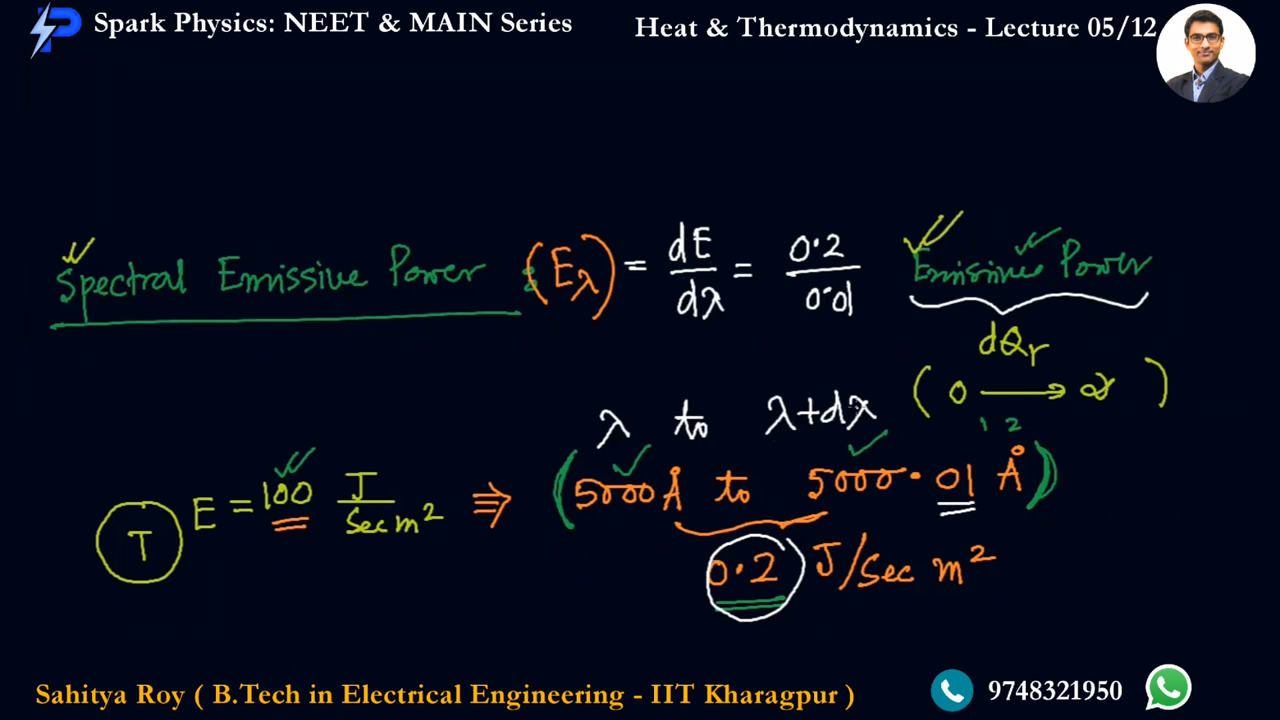 Spark Physics: NEET & MAIN Series
Heat & Thermodynamics - Lecture 05/12
Spectral Emissive Power : (Eλ) = dE/dλ = 0.2/0.01
Emissive Power
dQr
( 0 → ∞ )
λ to λ+dλ
1 2
T E = 100 J/Sec m² ⇛ (5000 Å to 5000.01 Å)
0.2 J/Sec m²
Sahitya Roy ( B.Tech in Electrical Engineering - IIT Kharagpur )
9748321950